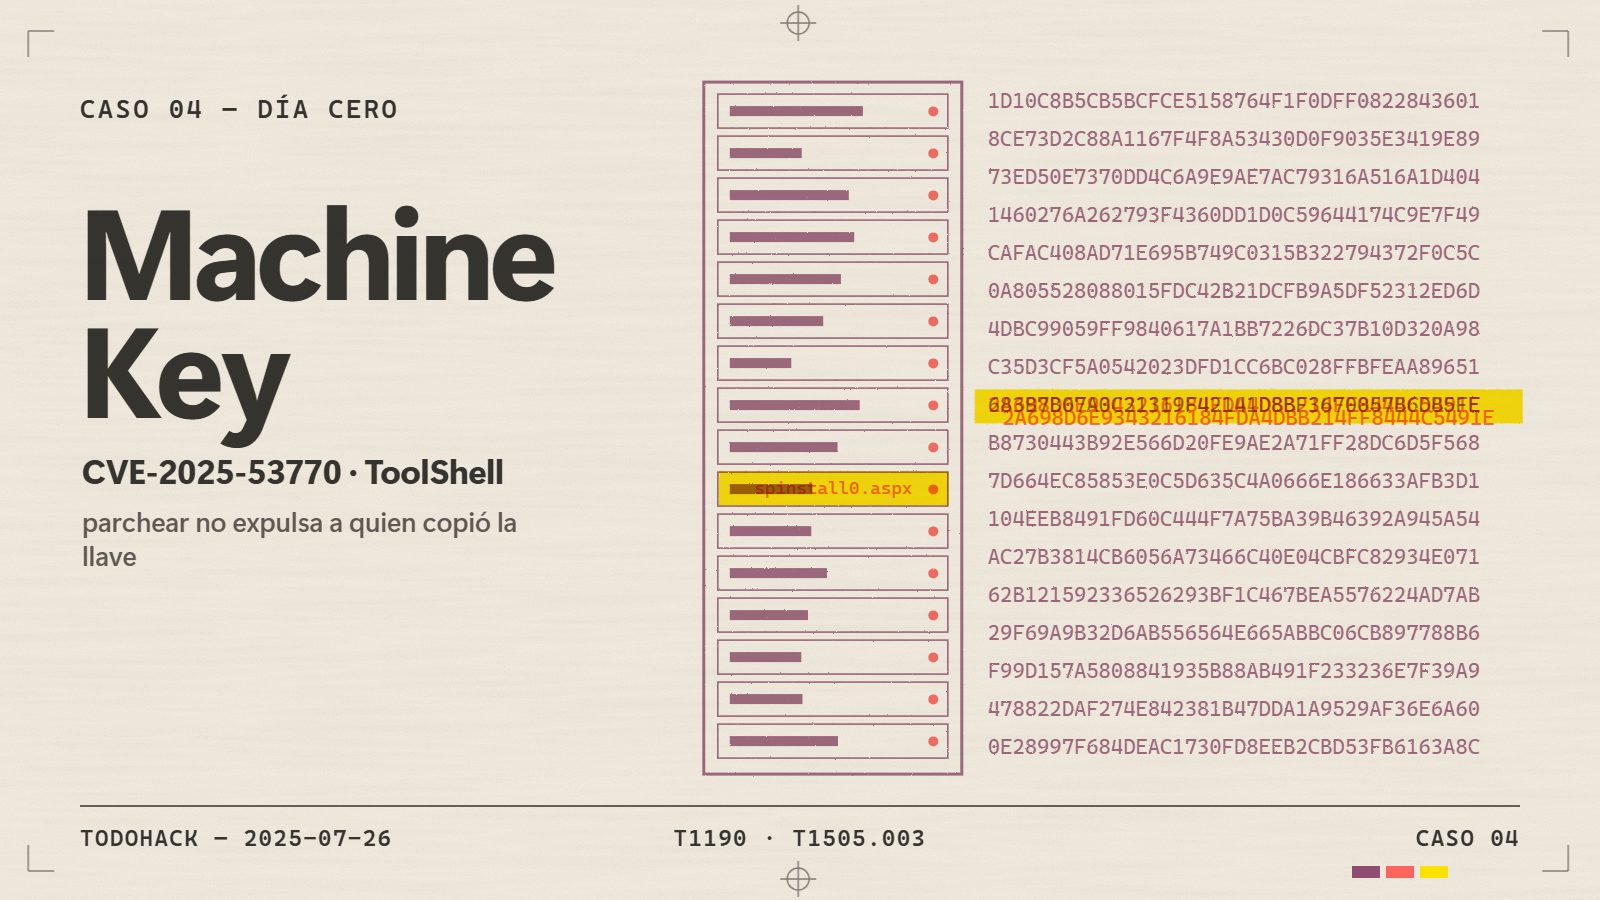 CASO 04 — DÍA CERO
Machine
Key
CVE-2025-53770 · ToolShell
parchear no expulsa a quien copió la
llave
spinstall0.aspx
1D10C8B5CB5BCFCE5158764F1F0DFF0822843601
8CE73D2C88A1167F4F8A53430D0F9035E3419E89
73ED50E7370DD4C6A9E9AE7AC79316A516A1D404
1460276A262793F4360DD1D0C59644174C9E7F49
CAFAC408AD71E695B749C0315B322794372F0C5C
0A805528088015FDC42B21DCFB9A5DF52312ED6D
4DBC99059FF9840617A1BB7226DC37B10D320A98
C35D3CF5A0542023DFD1CC6BC028FFBFEAA89651
2A698D6E9343216184FDA4DBB214FF8444C5491E
B8730443B92E566D20FE9AE2A71FF28DC6D5F568
7D664EC85853E0C5D635C4A0666E186633AFB3D1
104EEB8491FD60C444F7A75BA39B46392A945A54
AC27B3814CB6056A73466C40E04CBFC82934E071
62B121592336526293BF1C467BEA5576224AD7AB
29F69A9B32D6AB556564E665ABBC06CB897788B6
F99D157A5808841935B88AB491F233236E7F39A9
478822DAF274E842381B47DDA1A9529AF36E6A60
0E28997F684DEAC1730FD8EEB2CBD53FB6163A8C
TODOHACK — 2025-07-26
T1190 · T1505.003
CASO 04